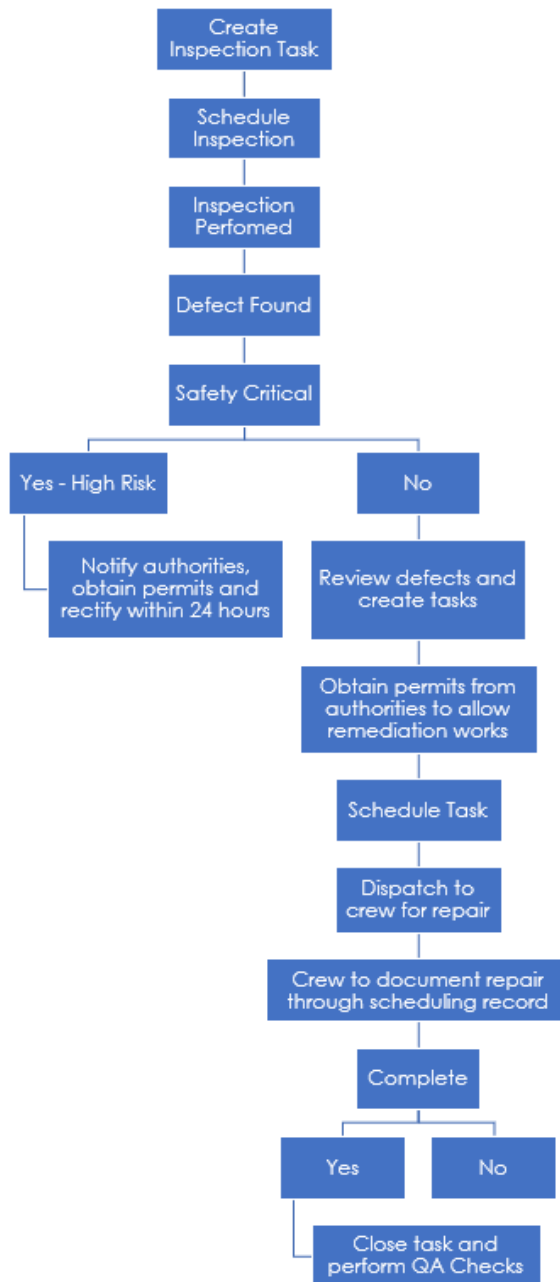 Create
Inspection Task
Schedule
Inspection
Inspection
Perfomed
Defect Found
Safety Critical
Yes - High Risk
No
Notify authorities,
obtain permits and
rectify within 24 hours
Review defects and
create tasks
Obtain permits from
authorities to allow
remediation works
Schedule Task
Dispatch to
crew for repair
Crew to document repair
through scheduling record
Complete
Yes
No
Close task and
perform QA Checks